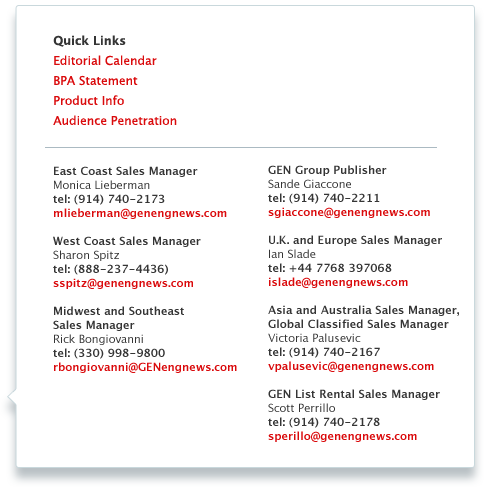 Quick Links
Editorial Calendar
BPA Statement
Product Info
Audience Penetration
East Coast Sales Manager
Monica Lieberman
tel: (914) 740-2173
mlieberman@genengnews.com
West Coast Sales Manager
Sharon Spitz
tel: (888-237-4436)
sspitz@genengnews.com
Midwest and Southeast
Sales Manager
Rick Bongiovanni
tel: (330) 998-9800
rbongiovanni@GENengnews.com
GEN Group Publisher
Sande Giaccone
tel: (914) 740-2211
sgiaccone@genengnews.com
U.K. and Europe Sales Manager
Ian Slade
tel: +44 7768 397068
islade@genengnews.com
Asia and Australia Sales Manager,
Global Classified Sales Manager
Victoria Palusevic
tel: (914) 740-2167
vpalusevic@genengnews.com
GEN List Rental Sales Manager
Scott Perrillo
tel: (914) 740-2178
sperillo@genengnews.com